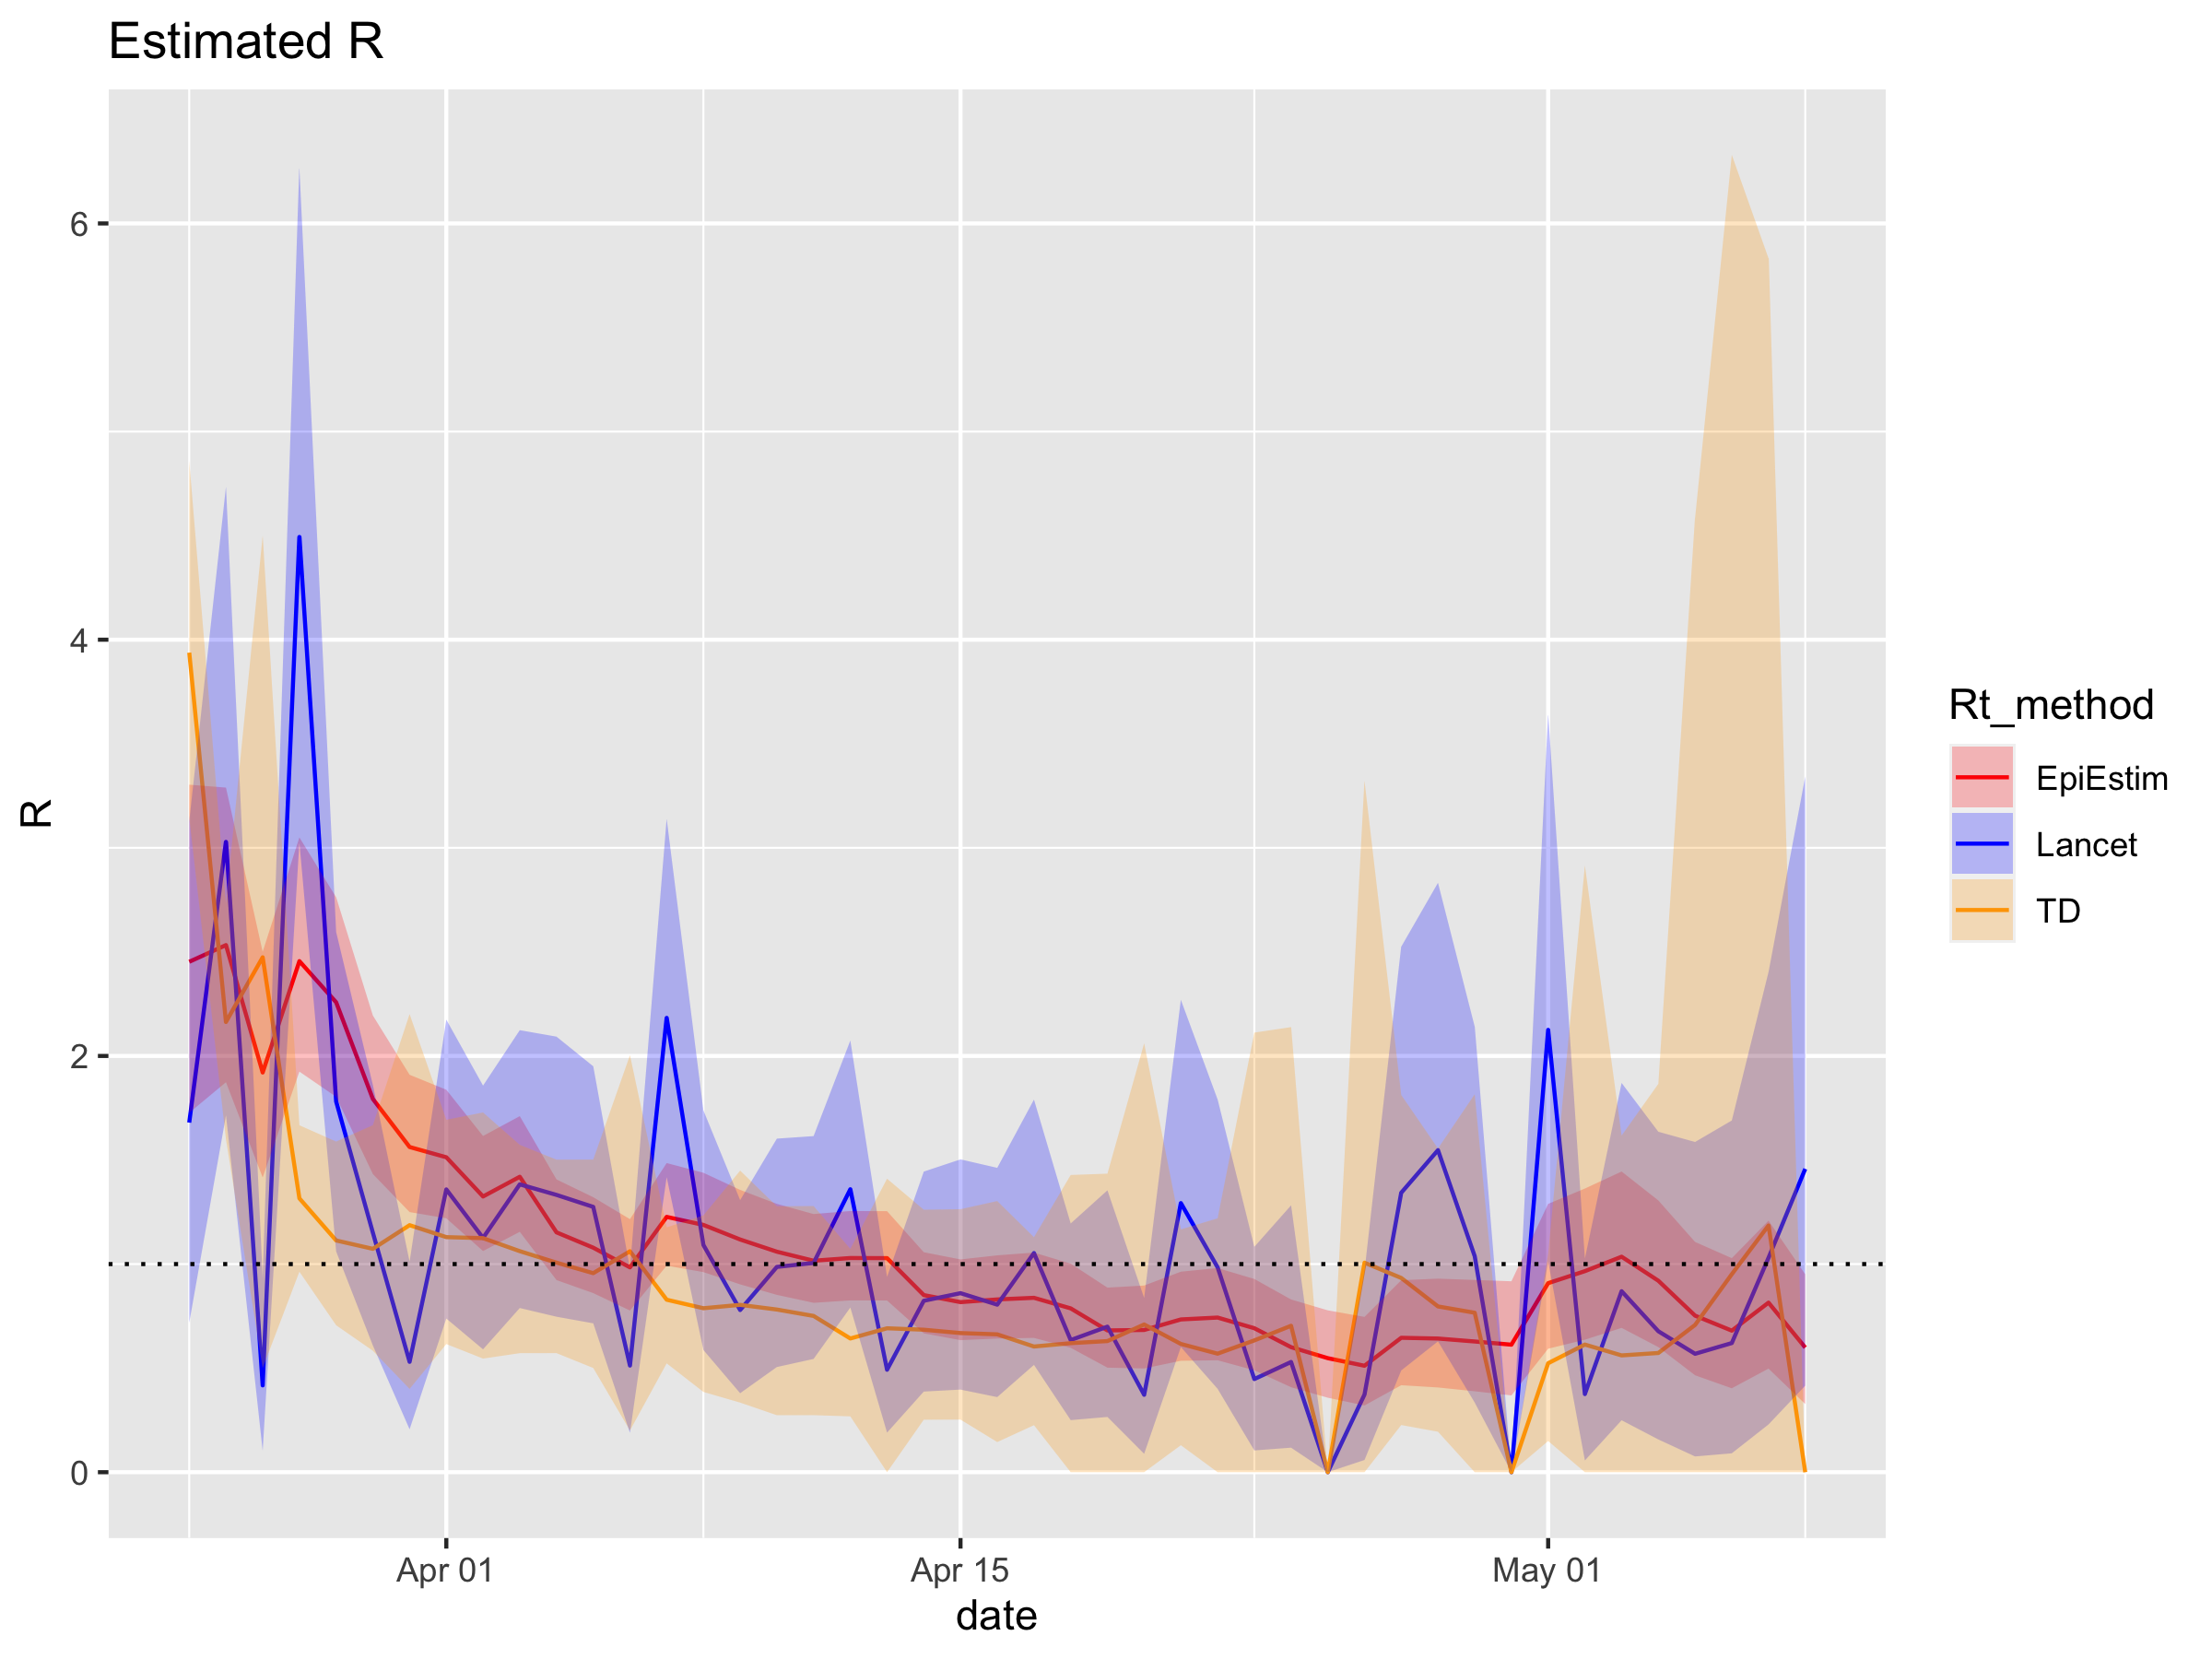 Estimated R
6
4
2
0
R
Apr 01
Apr 15
May 01
date
Rt_method
EpiEstim
Lancet
TD